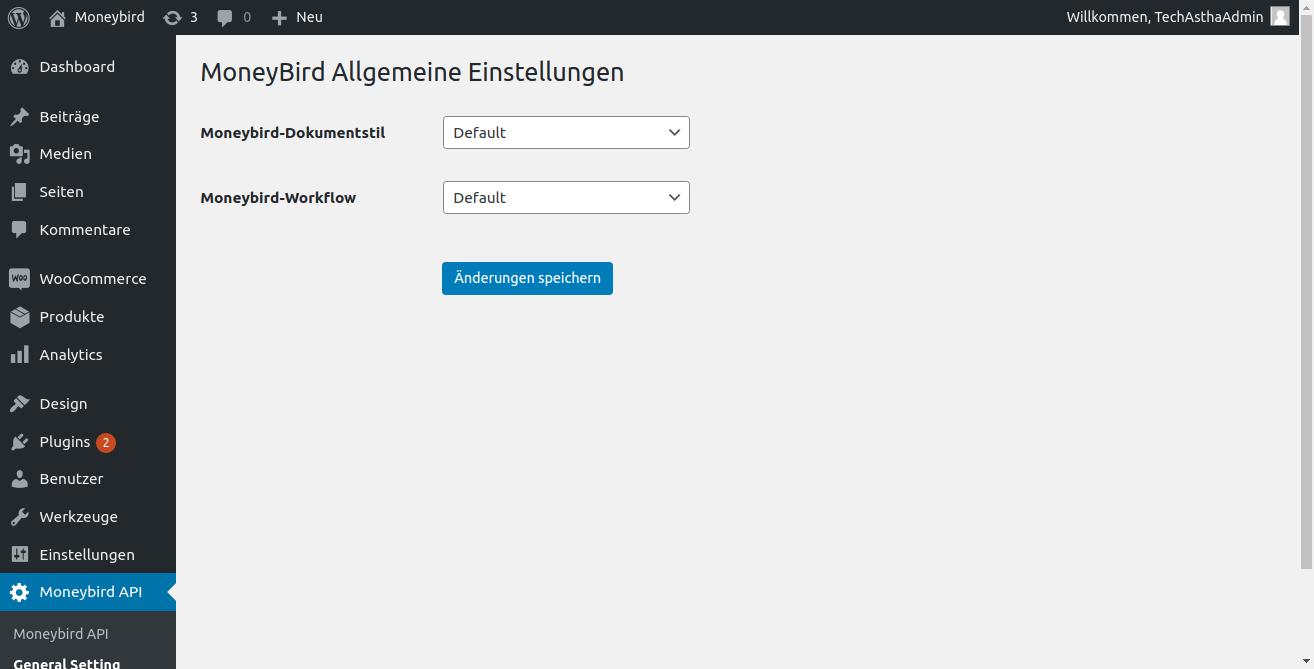 Moneybird 3 0 Neu Willkommen, TechAsthaAdmin
Dashboard
Beiträge
Medien
Seiten
Kommentare
WOO WooCommerce
Produkte
Analytics
Design
Plugins 2
Benutzer
Werkzeuge
Einstellungen
Moneybird API
Moneybird API
General Setting
MoneyBird Allgemeine Einstellungen
Moneybird-Dokumentstil Default
Moneybird-Workflow Default
Änderungen speichern